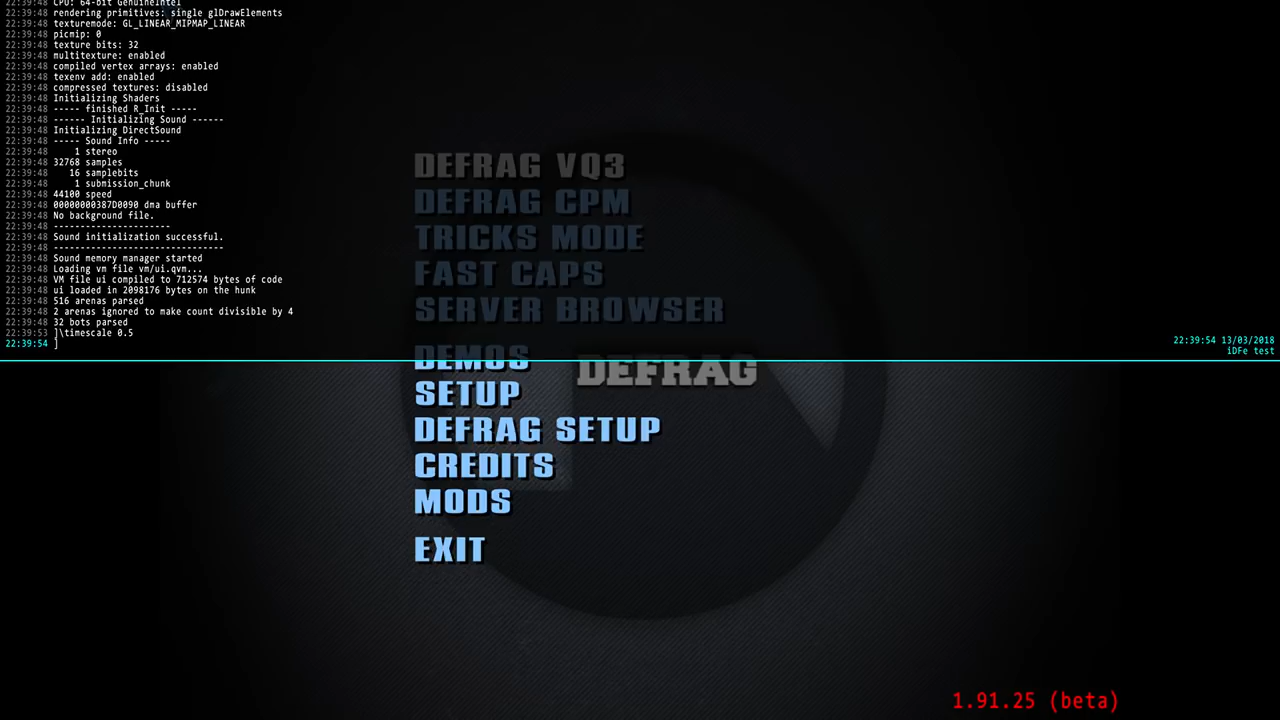 CPU: 64-bit GenuineIntel
22:39:48 rendering primitives: single glDrawElements
22:39:48 texturemode: GL_LINEAR_MIPMAP_LINEAR
22:39:48 picmip: 0
22:39:48 texture bits: 32
22:39:48 multitexture: enabled
22:39:48 compiled vertex arrays: enabled
22:39:48 texenv add: enabled
22:39:48 compressed textures: disabled
22:39:48 Initializing Shaders
22:39:48 ----- finished R_Init -----
22:39:48 ------ Initializing Sound ------
22:39:48 Initializing DirectSound
22:39:48 ----- Sound Info -----
22:39:48 1 stereo
22:39:48 32768 samples
22:39:48 16 samplebits
22:39:48 1 submission_chunk
22:39:48 44100 speed
22:39:48 00000000387D0090 dma buffer
22:39:48 No background file.
22:39:48 ----------------------
22:39:48 Sound initialization successful.
22:39:48 --------------------------------
22:39:48 Sound memory manager started
22:39:48 Loading vm file vm/ui.qvm...
22:39:48 VM file ui compiled to 712574 bytes of code
22:39:48 ui loaded in 2098176 bytes on the hunk
22:39:48 516 arenas parsed
22:39:48 2 arenas ignored to make count divisible by 4
22:39:48 32 bots parsed
22:39:53 ]\timescale 0.5
22:39:54 ]
22:39:54 13/03/2018
iDFe test
DEFRAG VQ3
DEFRAG CPM
TRICKS MODE
FAST CAPS
SERVER BROWSER
DEMOS
DEFRAG
SETUP
DEFRAG SETUP
CREDITS
MODS
EXIT
1.91.25 (beta)